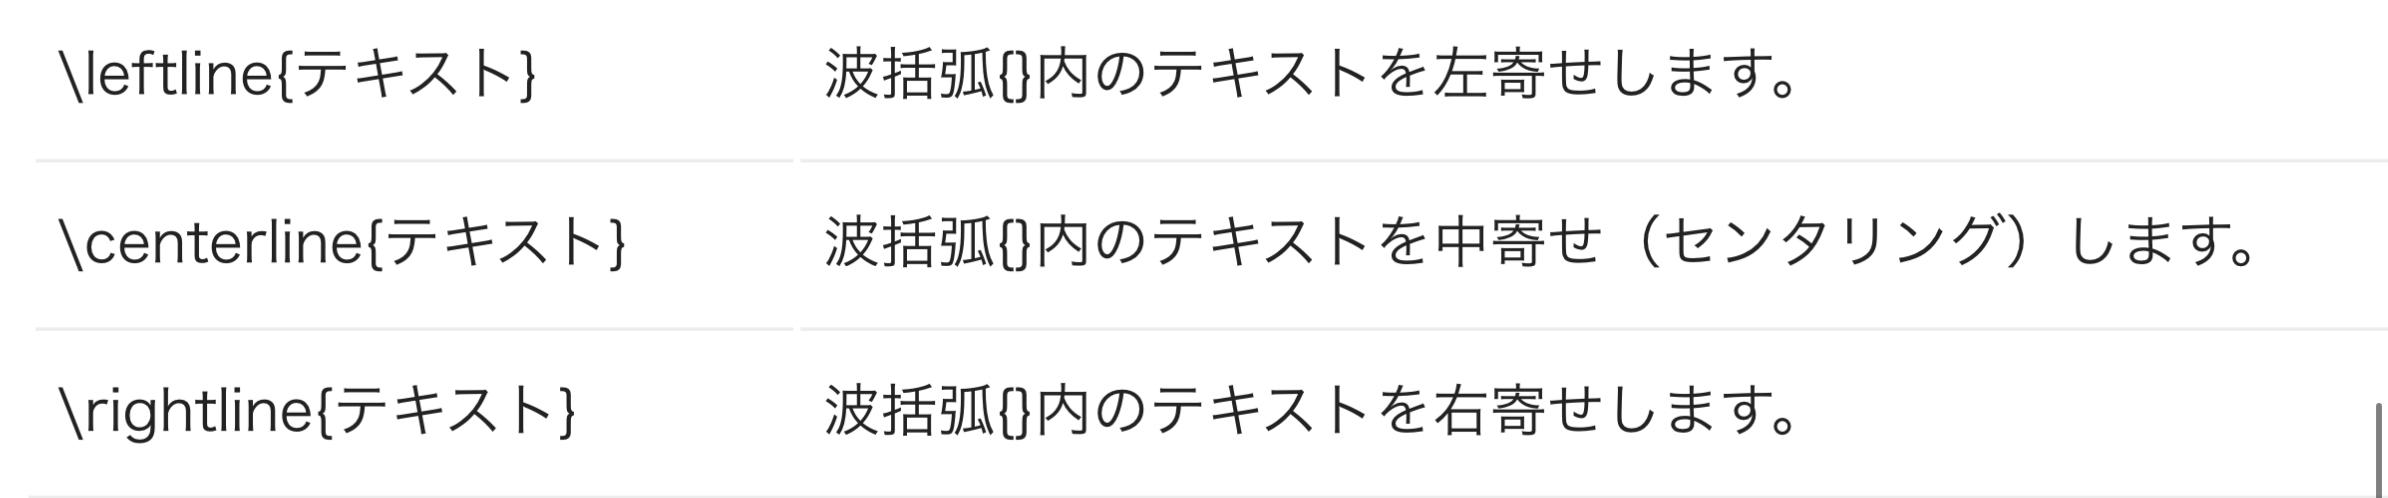 \leftline{テキスト} 波括弧{}内のテキストを左寄せします。
\centerline{テキスト} 波括弧{}内のテキストを中寄せ（センタリング）します。
\rightline{テキスト} 波括弧{}内のテキストを右寄せします。